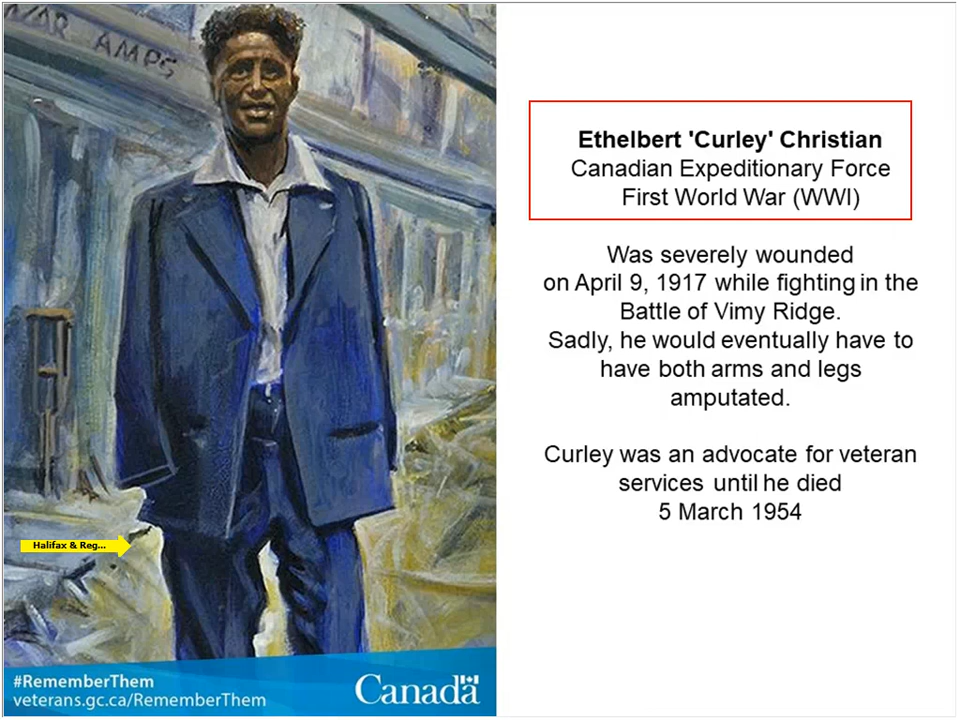 WAR AMPS
Halifax & Reg...
#RememberThem
veterans.gc.ca/RememberThem
Canada
Ethelbert 'Curley' Christian
Canadian Expeditionary Force
First World War (WWI)
Was severely wounded
on April 9, 1917 while fighting in the
Battle of Vimy Ridge.
Sadly, he would eventually have to
have both arms and legs
amputated.
Curley was an advocate for veteran
services until he died
5 March 1954